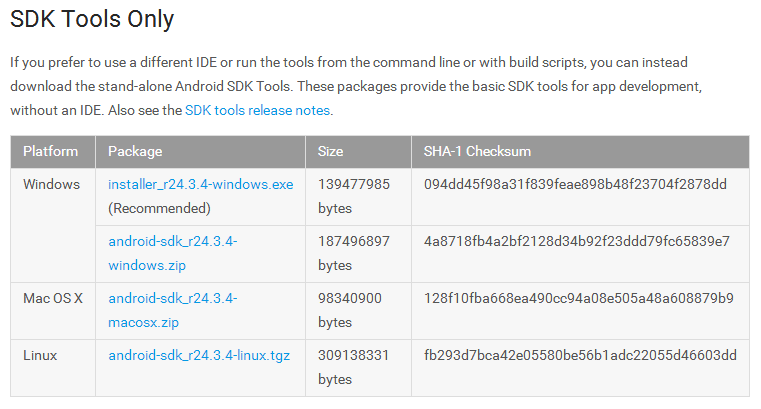 SDK Tools Only
If you prefer to use a different IDE or run the tools from the command line or with build scripts, you can instead
download the stand-alone Android SDK Tools. These packages provide the basic SDK tools for app development,
without an IDE. Also see the SDK tools release notes.
Platform Package Size SHA-1 Checksum
Windows installer_r24.3.4-windows.exe 139477985 094dd45f98a31f839feae898b48f23704f2878dd
(Recommended) bytes
android-sdk_r24.3.4- 187496897 4a8718fb4a2bf2128d34b92f23ddd79fc65839e7
windows.zip bytes
Mac OS X android-sdk_r24.3.4- 98340900 128f10fba668ea490cc94a08e505a48a608879b9
macosx.zip bytes
Linux android-sdk_r24.3.4-linux.tgz 309138331 fb293d7bca42e05580be56b1adc22055d46603dd
bytes